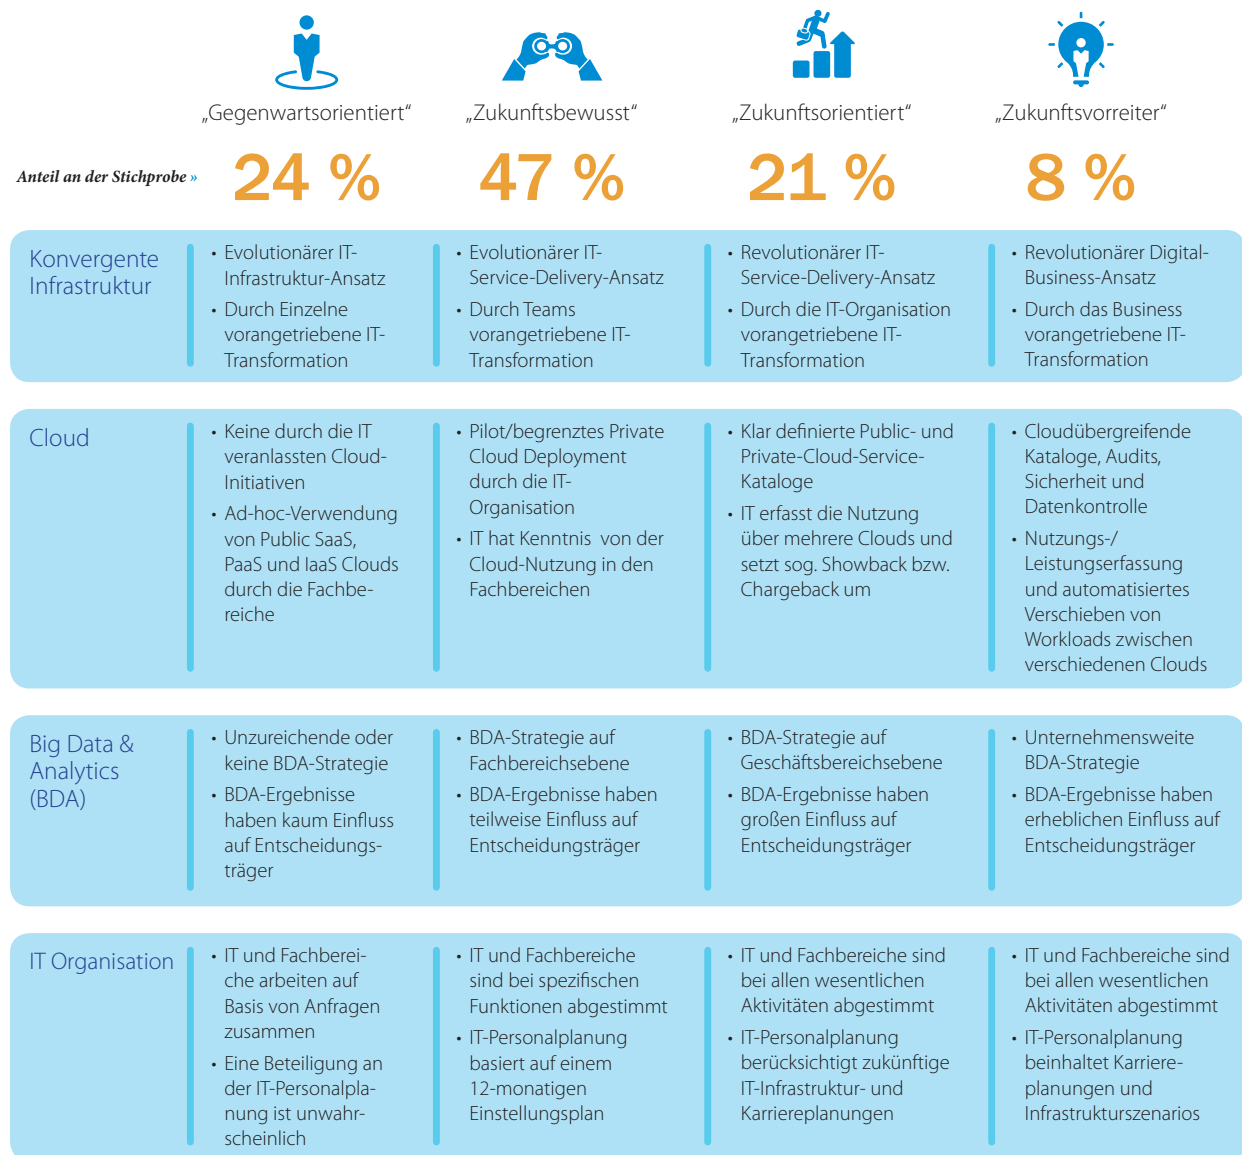 „Gegenwartsorientiert“
„Zukunftsbewusst“
„Zukunftsorientiert“
„Zukunftsvorreiter“
Anteil an der Stichprobe »
24 %
47 %
21 %
8 %
Konvergente
Infrastruktur
• Evolutionärer IT-
Infrastruktur-Ansatz
• Durch Einzelne
vorangetriebene IT-
Transformation
• Evolutionärer IT-
Service-Delivery-Ansatz
• Durch Teams
vorangetriebene IT-
Transformation
• Revolutionärer IT-
Service-Delivery-Ansatz
• Durch die IT-Organisation
vorangetriebene IT-
Transformation
• Revolutionärer Digital-
Business-Ansatz
• Durch das Business
vorangetriebene IT-
Transformation
Cloud
• Keine durch die IT
veranlassten Cloud-
Initiativen
• Ad-hoc-Verwendung
von Public SaaS,
PaaS und IaaS Clouds
durch die Fachbe-
reiche
• Pilot/begrenztes Private
Cloud Deployment
durch die IT-
Organisation
• IT hat Kenntnis von der
Cloud-Nutzung in den
Fachbereichen
• Klar definierte Public- und
Private-Cloud-Service-
Kataloge
• IT erfasst die Nutzung
über mehrere Clouds und
setzt sog. Showback bzw.
Chargeback um
• Cloudübergreifende
Kataloge, Audits,
Sicherheit und
Datenkontrolle
• Nutzungs-/
Leistungserfassung
und automatisiertes
Verschieben von
Workloads zwischen
verschiedenen Clouds
Big Data &
Analytics
(BDA)
• Unzureichende oder
keine BDA-Strategie
• BDA-Ergebnisse
haben kaum Einfluss
auf Entscheidungs-
träger
• BDA-Strategie auf
Fachbereichsebene
• BDA-Ergebnisse haben
teilweise Einfluss auf
Entscheidungsträger
• BDA-Strategie auf
Geschäftsbereichsebene
• BDA-Ergebnisse haben
großen Einfluss auf
Entscheidungsträger
• Unternehmensweite
BDA-Strategie
• BDA-Ergebnisse haben
erheblichen Einfluss auf
Entscheidungsträger
IT Organisation
• IT und Fachberei-
che arbeiten auf
Basis von Anfragen
zusammen
• Eine Beteiligung an
der IT-Personalpla-
nung ist unwahr-
scheinlich
• IT und Fachbereiche
sind bei spezifischen
Funktionen abgestimmt
• IT-Personalplanung
basiert auf einem
12-monatigen
Einstellungsplan
• IT und Fachbereiche sind
bei allen wesentlichen
Aktivitäten abgestimmt
• IT-Personalplanung
berücksichtigt zukünftige
IT-Infrastruktur- und
Karriereplanungen
• IT und Fachbereiche sind
bei allen wesentlichen
Aktivitäten abgestimmt
• IT-Personalplanung
beinhaltet Karriere-
planungen und
Infrastrukturszenarios